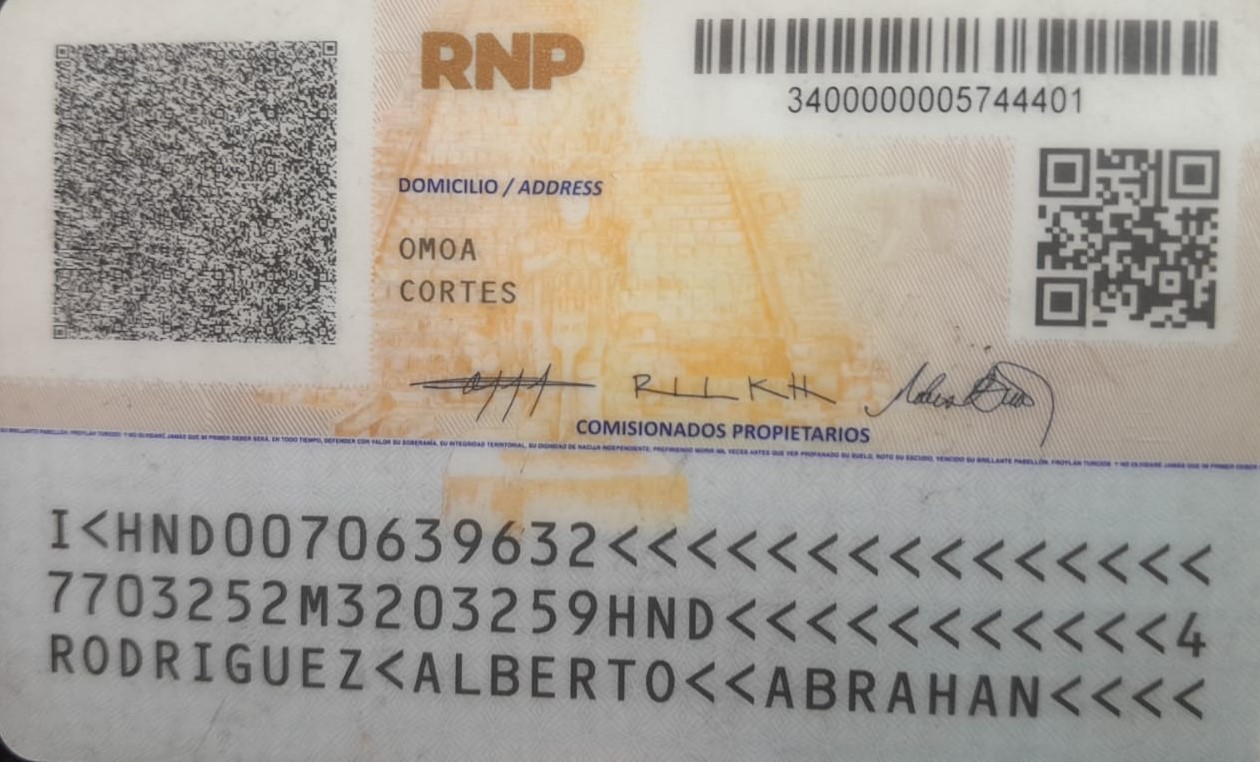 RNP
3400000005744401
DOMICILIO / ADDRESS
OMOA
CORTES
COMISIONADOS PROPIETARIOS
I<HND0070639632<<<<<<<<<<<<<<<
7703252M3203259HND<<<<<<<<<<<4
RODRIGUEZ<ALBERTO<<ABRAHAN<<<<